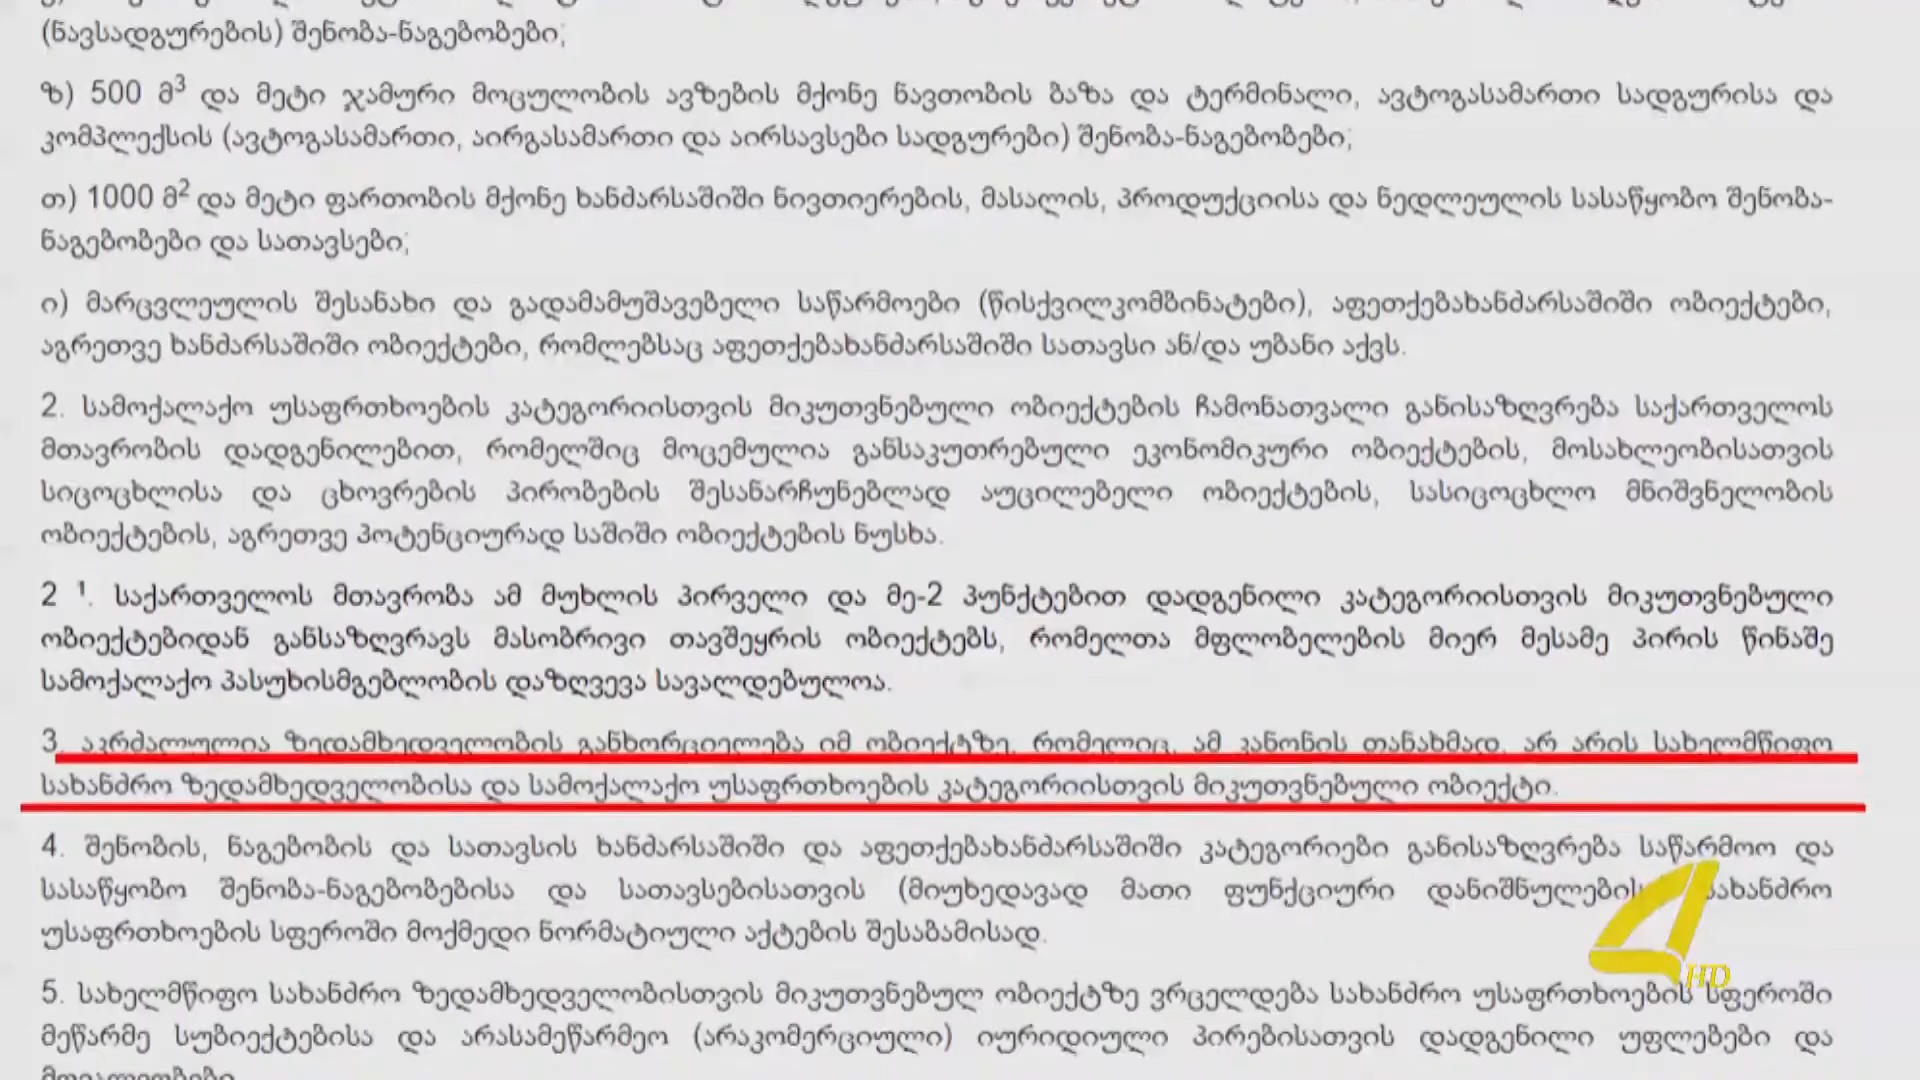 (ნავსადგურების) შენობა-ნაგებობები;
ზ) 500 მ³ და მეტი ჯამური მოცულობის ავზების მქონე ნავთობის ბაზა და ტერმინალი, ავტოგასამართი სადგურისა და
კომპლექსის (ავტოგასამართი, აირგასამართი და აირსავსები სადგურები) შენობა-ნაგებობები;
თ) 1000 მ² და მეტი ფართობის მქონე ხანძარსაშიში ნივთიერების, მასალის, პროდუქციისა და ნედლეულის სასაწყობო შენობა-
ნაგებობები და სათავსები;
ი) მარცვლეულის შესანახი და გადამამუშავებელი საწარმოები (წისქვილკომბინატები), აფეთქებახანძარსაშიში ობიექტები,
აგრეთვე ხანძარსაშიში ობიექტები, რომლებსაც აფეთქებახანძარსაშიში სათავსი ან/და უბანი აქვს.
2. სამოქალაქო უსაფრთხოების კატეგორიისთვის მიკუთვნებული ობიექტების ჩამონათვალი განისაზღვრება საქართველოს
მთავრობის დადგენილებით, რომელშიც მოცემულია განსაკუთრებული ეკონომიკური ობიექტების, მოსახლეობისათვის
სიცოცხლისა და ცხოვრების პირობების შესანარჩუნებლად აუცილებელი ობიექტების, სასიცოცხლო მნიშვნელობის
ობიექტების, აგრეთვე პოტენციურად საშიში ობიექტების ნუსხა.
2 ¹. საქართველოს მთავრობა ამ მუხლის პირველი და მე-2 პუნქტებით დადგენილი კატეგორიისთვის მიკუთვნებული
ობიექტებიდან განსაზღვრავს მასობრივი თავშეყრის ობიექტებს, რომელთა მფლობელების მიერ მესამე პირის წინაშე
სამოქალაქო პასუხისმგებლობის დაზღვევა სავალდებულოა.
3. აკრძალულია ზედამხედველობის განხორციელება იმ ობიექტზე, რომელიც, ამ კანონის თანახმად, არ არის სახელმწიფო
სახანძრო ზედამხედველობისა და სამოქალაქო უსაფრთხოების კატეგორიისთვის მიკუთვნებული ობიექტი.
4. შენობის, ნაგებობის და სათავსის ხანძარსაშიში და აფეთქებახანძარსაშიში კატეგორიები განისაზღვრება საწარმოო და
სასაწყობო შენობა-ნაგებობებისა და სათავსებისათვის (მიუხედავად მათი ფუნქციური დანიშნულების სახანძრო
უსაფრთხოების სფეროში მოქმედი ნორმატიული აქტების შესაბამისად.
HD
5. სახელმწიფო სახანძრო ზედამხედველობისთვის მიკუთვნებულ ობიექტზე ვრცელდება სახანძრო უსაფრთხოების სფეროში
მეწარმე სუბიექტებისა და არასამეწარმეო (არაკომერციული) იურიდიული პირებისათვის დადგენილი უფლებები და